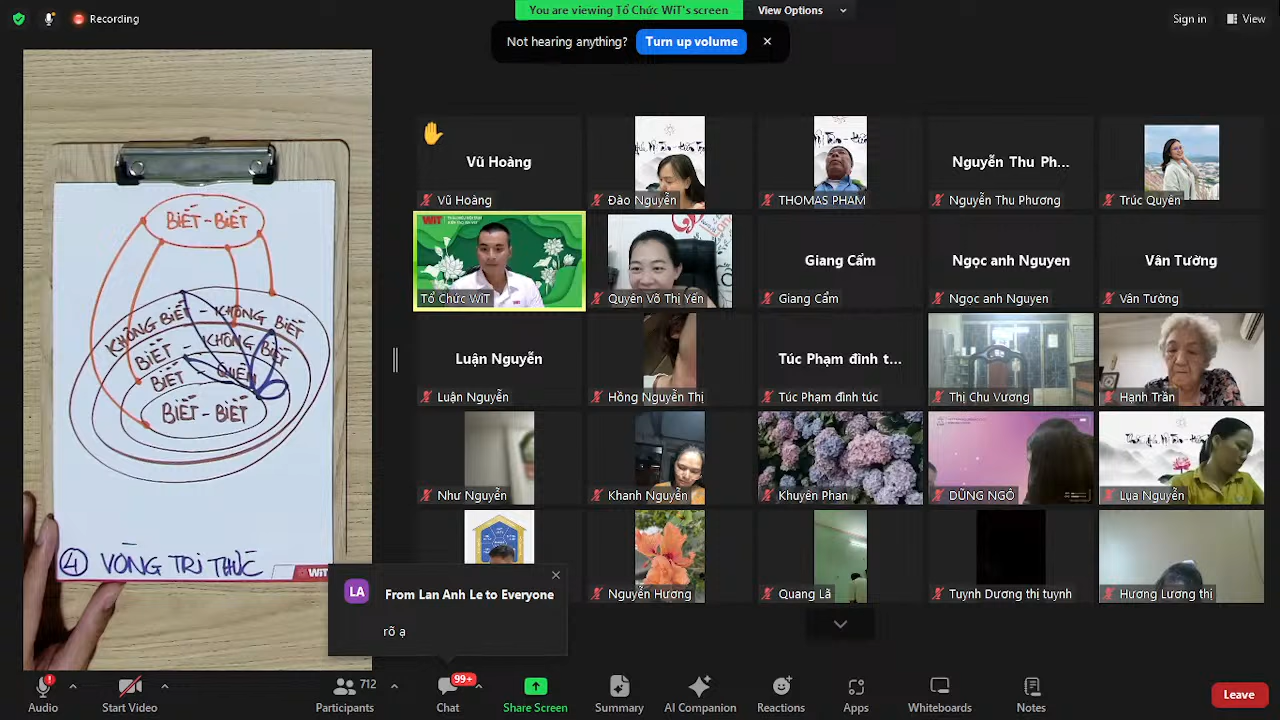 Recording
You are viewing Tổ Chức WiT's screen
View Options
Sign in
View
Not hearing anything?
Turn up volume
BIẾT - BIẾT
KHÔNG BIẾT - KHÔNG BIẾT
BIẾT - KHÔNG BIẾT
BIẾT - QUÊN
BIẾT - BIẾT
④ VÒNG TRI THỨC
WiT
Vũ Hoàng
Vũ Hoàng
Đào Nguyễn
THOMAS PHAM
Nguyễn Thu Ph...
Nguyễn Thu Phương
Trúc Quyên
WiT
Tổ Chức WiT
Quyên Võ Thị Yến
Giang Cẩm
Giang Cẩm
Ngọc anh Nguyen
Ngọc anh Nguyen
Vân Tường
Vân Tường
Luận Nguyễn
Luận Nguyễn
Hồng Nguyễn Thị
Túc Phạm đình t...
Túc Phạm đình túc
Thị Chu Vương
Hạnh Trần
Như Nguyễn
Khanh Nguyễn
Khuyên Phan
DŨNG NGÔ
Lua Nguyễn
Nguyễn Hương
Quang Lã
Tuynh Dương thị tuynh
Hương Lương thị
LA
From Lan Anh Le to Everyone
rõ ạ
Audio
Start Video
712
Participants
99+
Chat
Share Screen
Summary
AI Companion
Reactions
Apps
Whiteboards
Notes
Leave